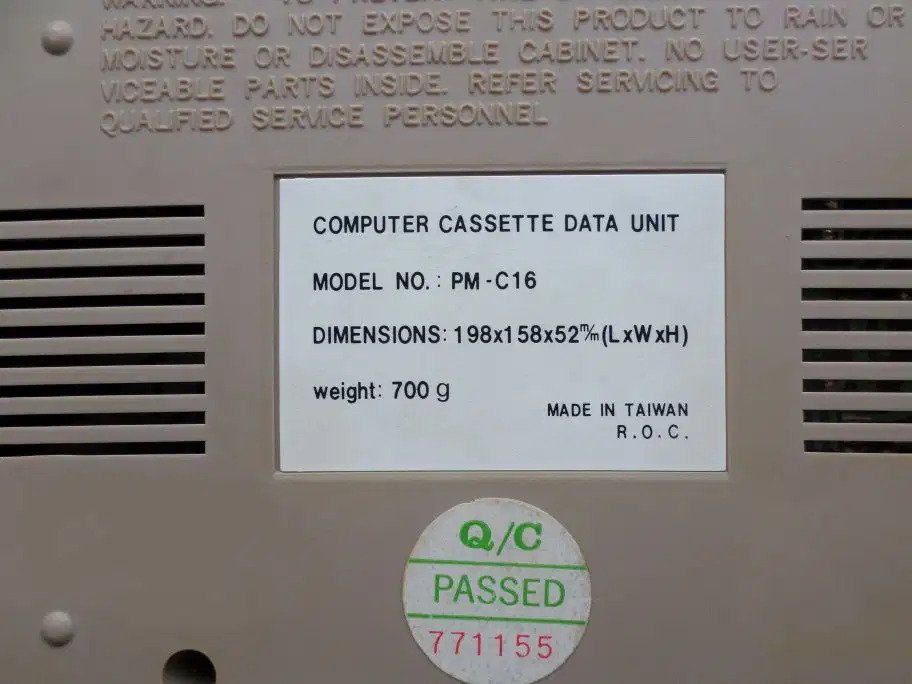 HAZARD. DO NOT EXPOSE THIS PRODUCT TO RAIN OR
MOISTURE OR DISASSEMBLE CABINET. NO USER-SER
VICEABLE PARTS INSIDE. REFER SERVICING TO
QUALIFIED SERVICE PERSONNEL
COMPUTER CASSETTE DATA UNIT
MODEL NO.: PM-C16
DIMENSIONS: 198x158x52m/m(LxWxH)
weight: 700 g
MADE IN TAIWAN
R.O.C.
Q/C
PASSED
771155